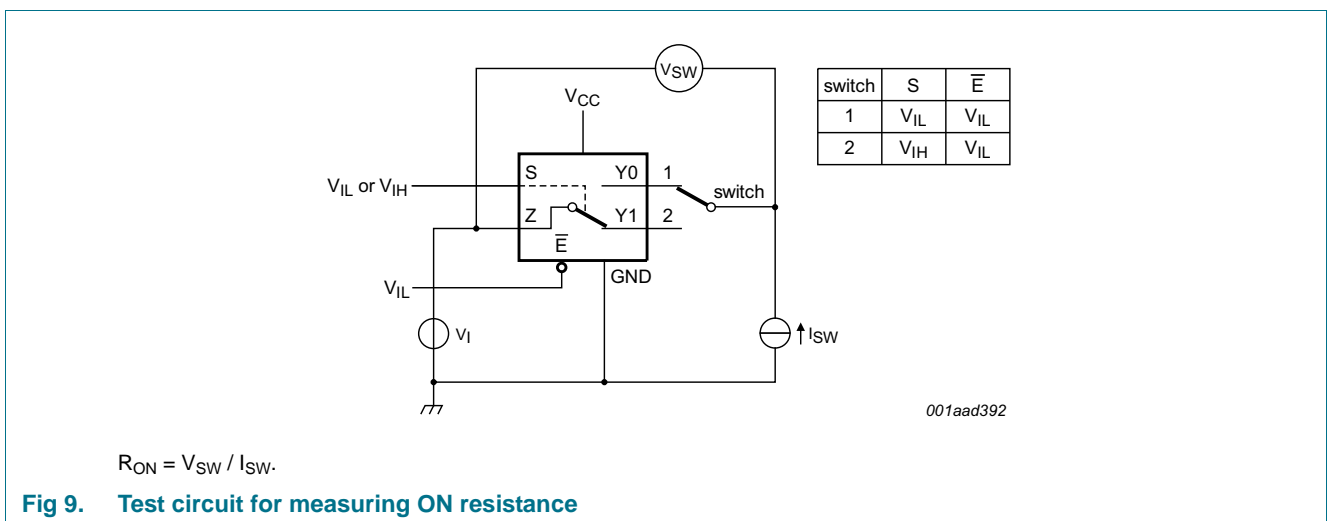 VSW
VCC
switch S E̅
1 VIL VIL
2 VIH VIL
S Y0 1
VIL or VIH
switch
Z Y1 2
E̅
GND
VIL
VI
ISW
001aad392
RON = VSW / ISW.
Fig 9. Test circuit for measuring ON resistance